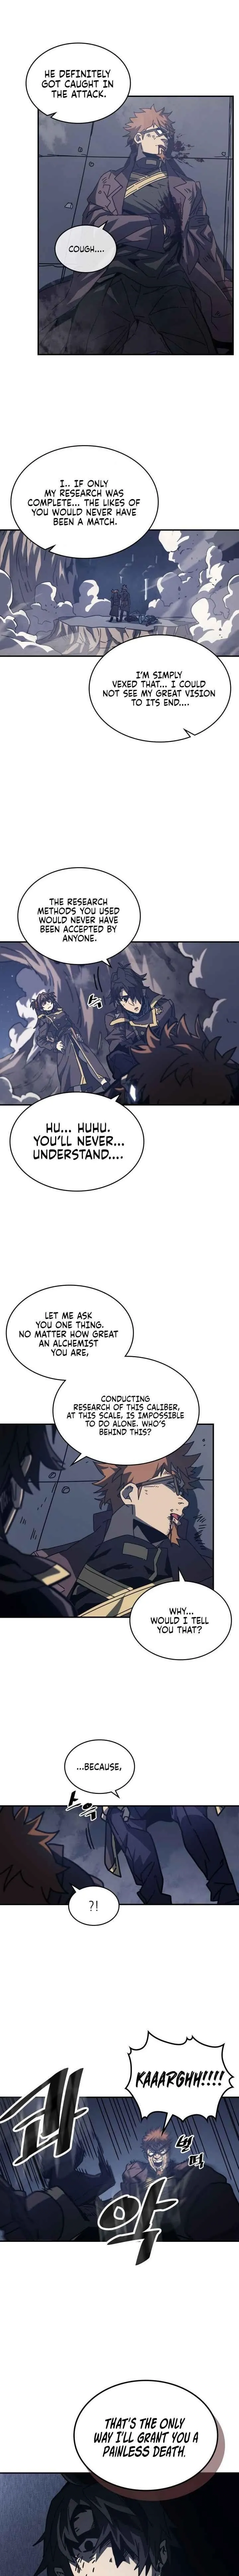 HE DEFINITELY
GOT CAUGHT IN
THE ATTACK.
COUGH....
I.. IF ONLY
MY RESEARCH WAS
COMPLETE... THE LIKES OF
YOU WOULD NEVER HAVE
BEEN A MATCH.
I'M SIMPLY
VEXED THAT... I COULD
NOT SEE MY GREAT VISION
TO ITS END....
THE RESEARCH
METHODS YOU USED
WOULD NEVER HAVE
BEEN ACCEPTED BY
ANYONE.
HU... HUHU.
YOU'LL NEVER...
UNDERSTAND....
LET ME ASK
YOU ONE THING.
NO MATTER HOW GREAT
AN ALCHEMIST
YOU ARE,
CONDUCTING
RESEARCH OF THIS CALIBER,
AT THIS SCALE, IS IMPOSSIBLE
TO DO ALONE. WHO'S
BEHIND THIS?
WHY...
WOULD I TELL
YOU THAT?
...BECAUSE,
?!
KAAARGHH!!!!
콰
악
THAT'S THE ONLY
WAY I'LL GRANT YOU A
PAINLESS DEATH.